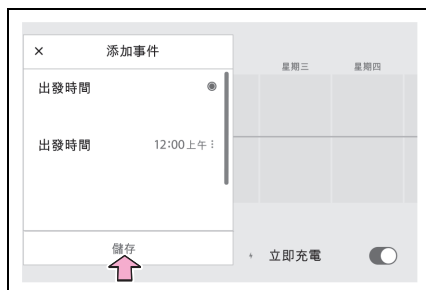 × 添加事件
星期三 星期四
出發時間
出發時間 12:00上午
儲存
立即充電